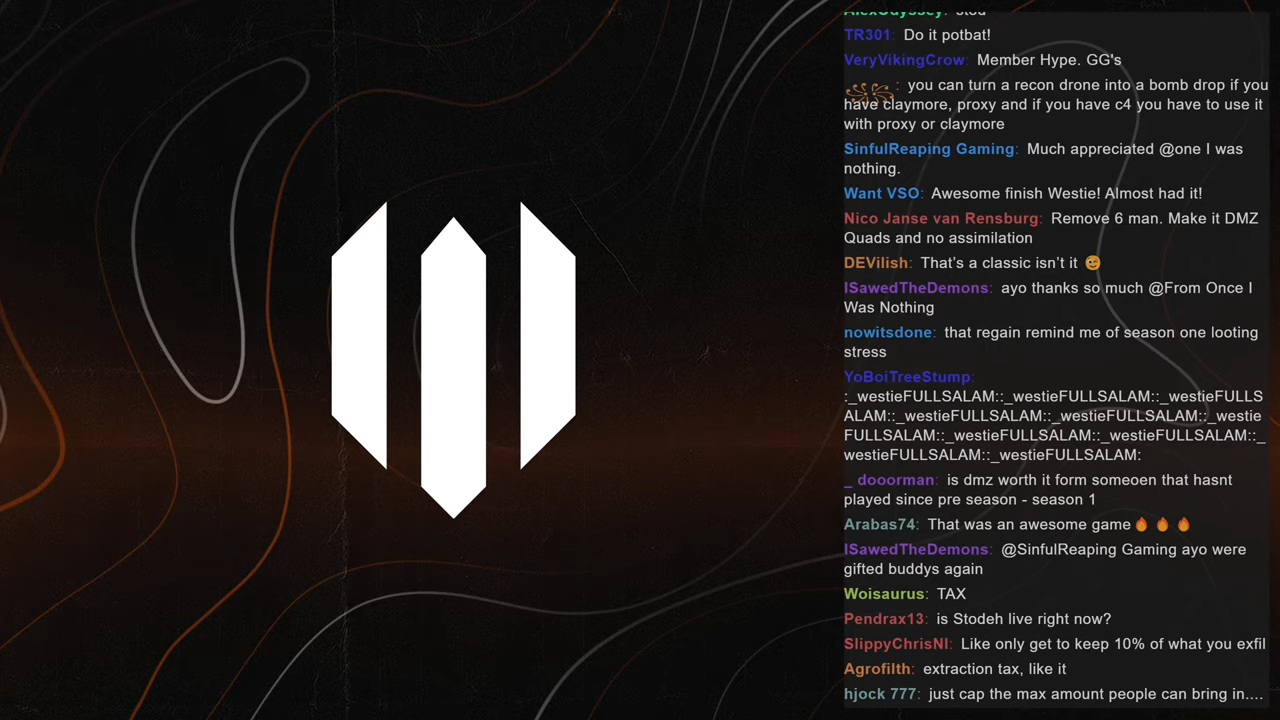 AlexOdyssey: stod
TR301: Do it potbat!
VeryVikingCrow: Member Hype. GG's
: you can turn a recon drone into a bomb drop if you
have claymore, proxy and if you have c4 you have to use it
with proxy or claymore
SinfulReaping Gaming: Much appreciated @one I was
nothing.
Want VSO: Awesome finish Westie! Almost had it!
Nico Janse van Rensburg: Remove 6 man. Make it DMZ
Quads and no assimilation
DEVilish: That’s a classic isn’t it 😅
ISawedTheDemons: ayo thanks so much @From Once I
Was Nothing
nowitsdone: that regain remind me of season one looting
stress
YoBoiTreeStump:
:_westieFULLSALAM::_westieFULLSALAM::_westieFULLS
ALAM::_westieFULLSALAM::_westieFULLSALAM::_westie
FULLSALAM::_westieFULLSALAM::_westieFULLSALAM::_
westieFULLSALAM::_westieFULLSALAM:
_ dooorman: is dmz worth it form someoen that hasnt
played since pre season - season 1
Arabas74: That was an awesome game🔥 🔥 🔥
ISawedTheDemons: @SinfulReaping Gaming ayo were
gifted buddys again
Woisaurus: TAX
Pendrax13: is Stodeh live right now?
SlippyChrisNI: Like only get to keep 10% of what you exfil
Agrofilth: extraction tax, like it
hjock 777: just cap the max amount people can bring in....